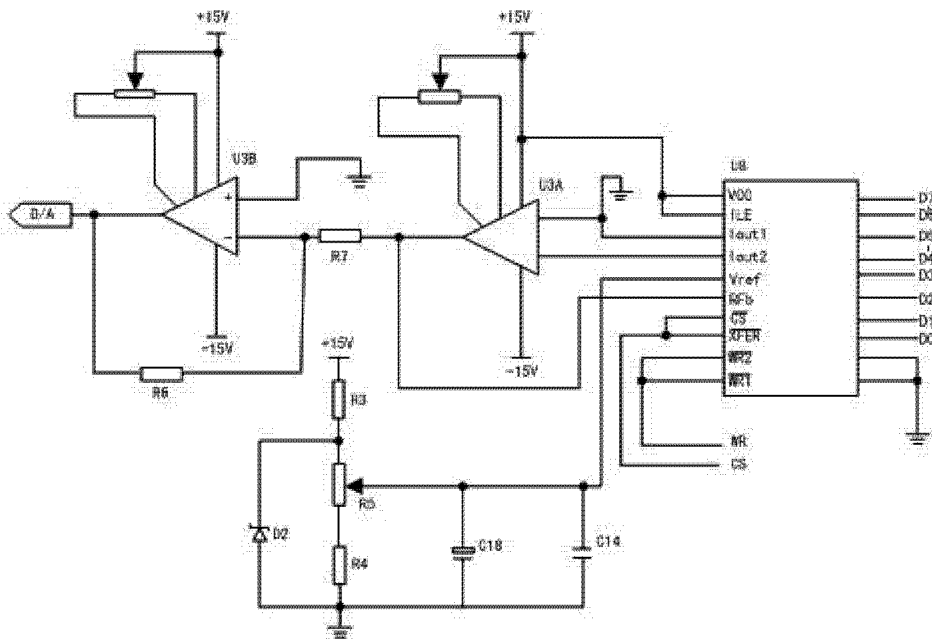 +15V
+15V
U3B
U3A
U8
+
-
D/A
R7
R6
-15V
-15V
VCC
ILE
Iout1
Iout2
Vref
RFb
CS
XFER
WR2
WR1
D7
D6
D5
D4
D3
D2
D1
D0
WR
CS
+15V
R3
R5
D2
R4
C18
C14